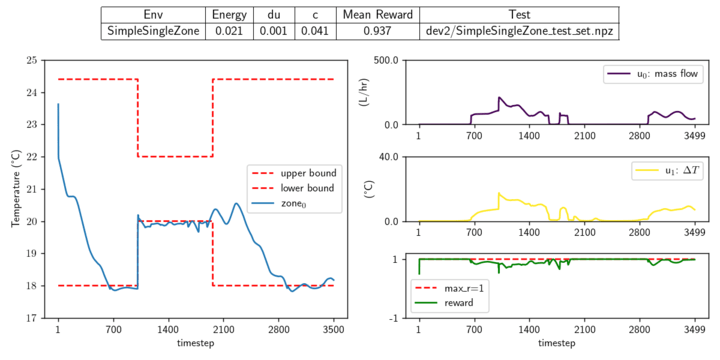 Env Energy du c Mean Reward Test
SimpleSingleZone 0.021 0.001 0.041 0.937 dev2/SimpleSingleZone_test_set.npz
25
24
23
22
21
20
19
18
17
Temperature (°C)
upper bound
lower bound
zone₀
1 700 1400 2100 2800 3500
timestep
500.0
0.0
(L/hr)
u₀: mass flow
1 700 1400 2100 2800 3499
40.0
0.0
(°C)
u₁: ΔT
1 700 1400 2100 2800 3499
1
-1
max_r=1
reward
1 700 1400 2100 2800 3499
timestep